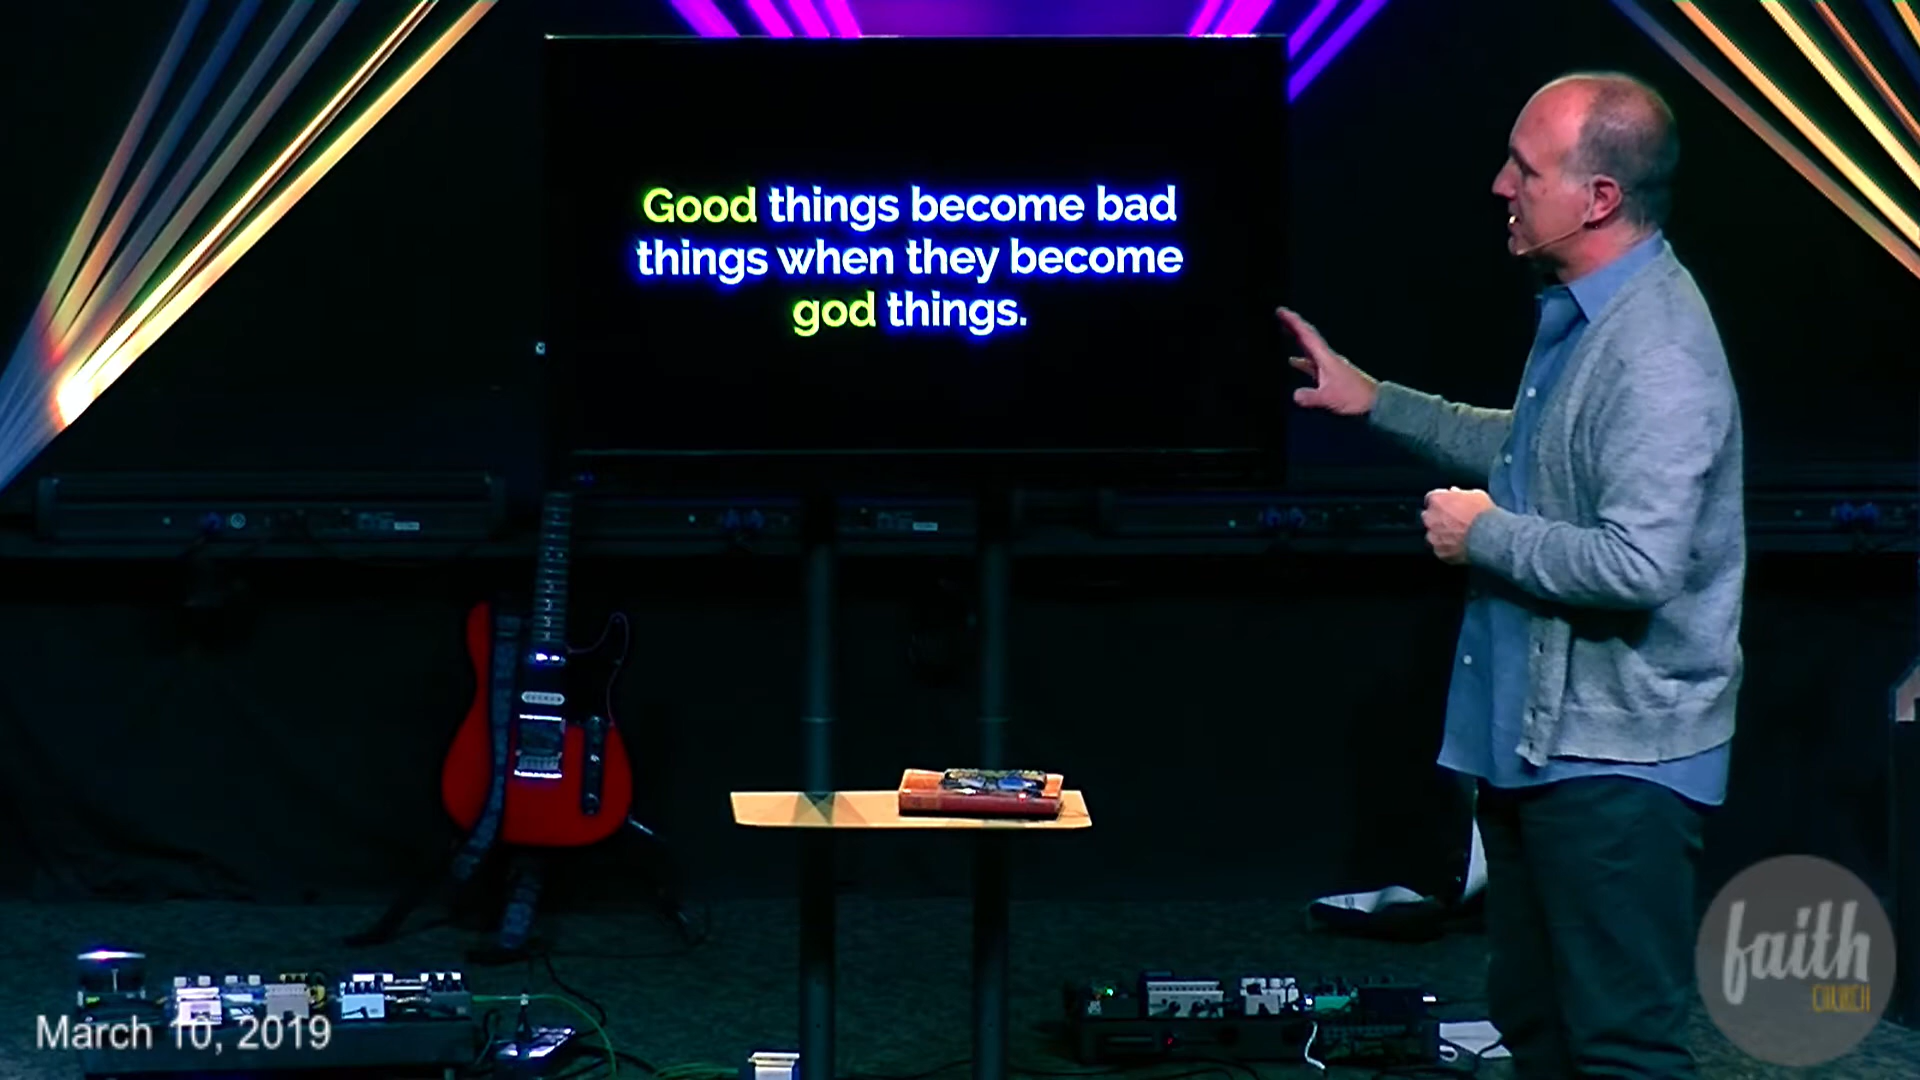 Good things become bad
things when they become
god things.
March 10, 2019
faith
CHURCH